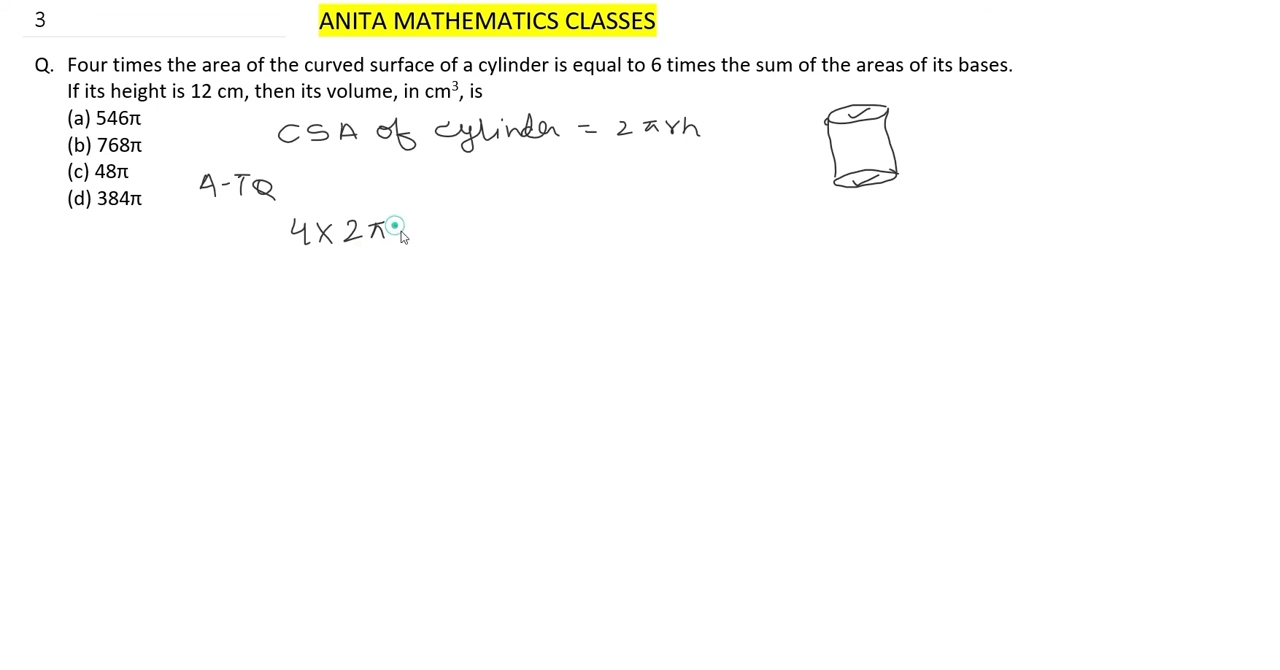 3
ANITA MATHEMATICS CLASSES
Q. Four times the area of the curved surface of a cylinder is equal to 6 times the sum of the areas of its bases.
If its height is 12 cm, then its volume, in cm³, is
(a) 546π
(b) 768π
(c) 48π
(d) 384π
CSA of cylinder = 2πrh
A-TQ
4 × 2π